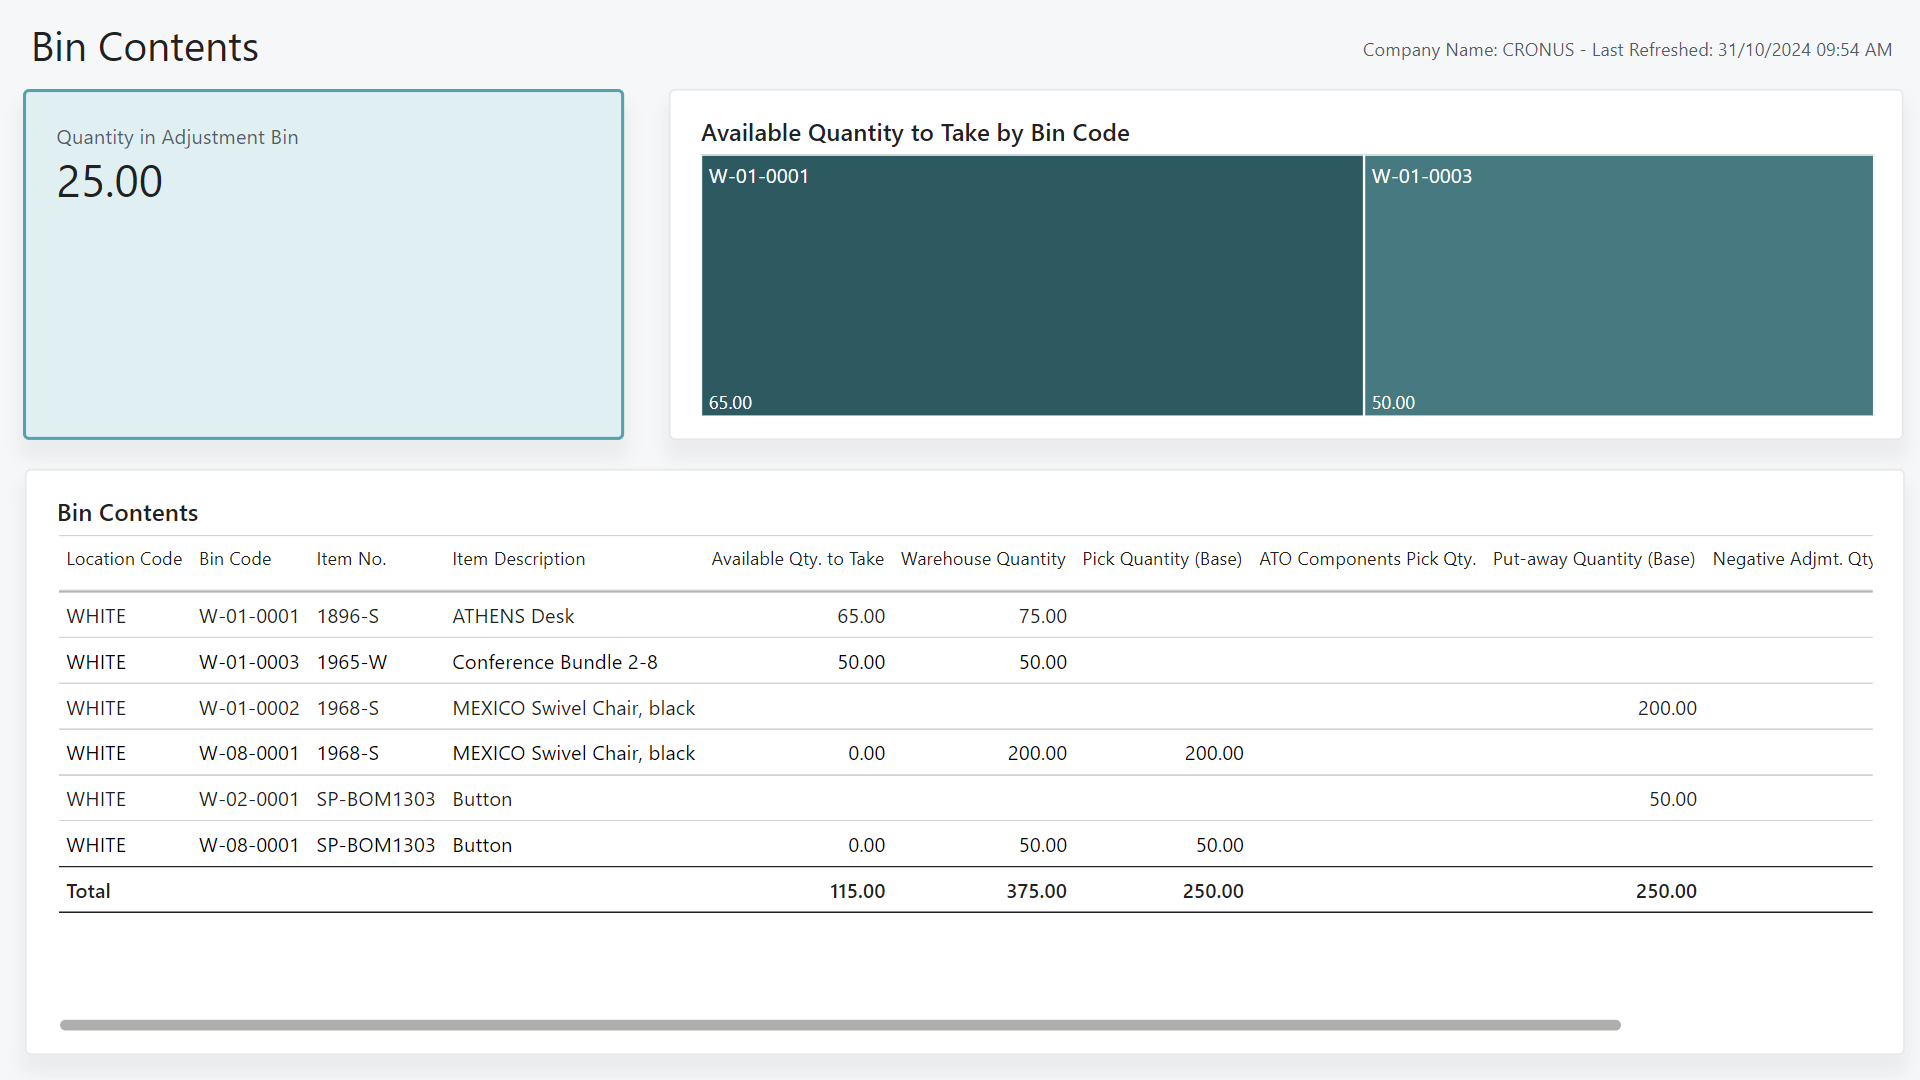 Bin Contents
Company Name: CRONUS - Last Refreshed: 31/10/2024 09:54 AM
Quantity in Adjustment Bin
25.00
Available Quantity to Take by Bin Code
W-01-0001
W-01-0003
65.00
50.00
Bin Contents
Location Code Bin Code Item No. Item Description Available Qty. to Take Warehouse Quantity Pick Quantity (Base) ATO Components Pick Qty. Put-away Quantity (Base) Negative Adjmt. Qty
WHITE W-01-0001 1896-S ATHENS Desk 65.00 75.00
WHITE W-01-0003 1965-W Conference Bundle 2-8 50.00 50.00
WHITE W-01-0002 1968-S MEXICO Swivel Chair, black 200.00
WHITE W-08-0001 1968-S MEXICO Swivel Chair, black 0.00 200.00 200.00
WHITE W-02-0001 SP-BOM1303 Button 50.00
WHITE W-08-0001 SP-BOM1303 Button 0.00 50.00 50.00
Total 115.00 375.00 250.00 250.00